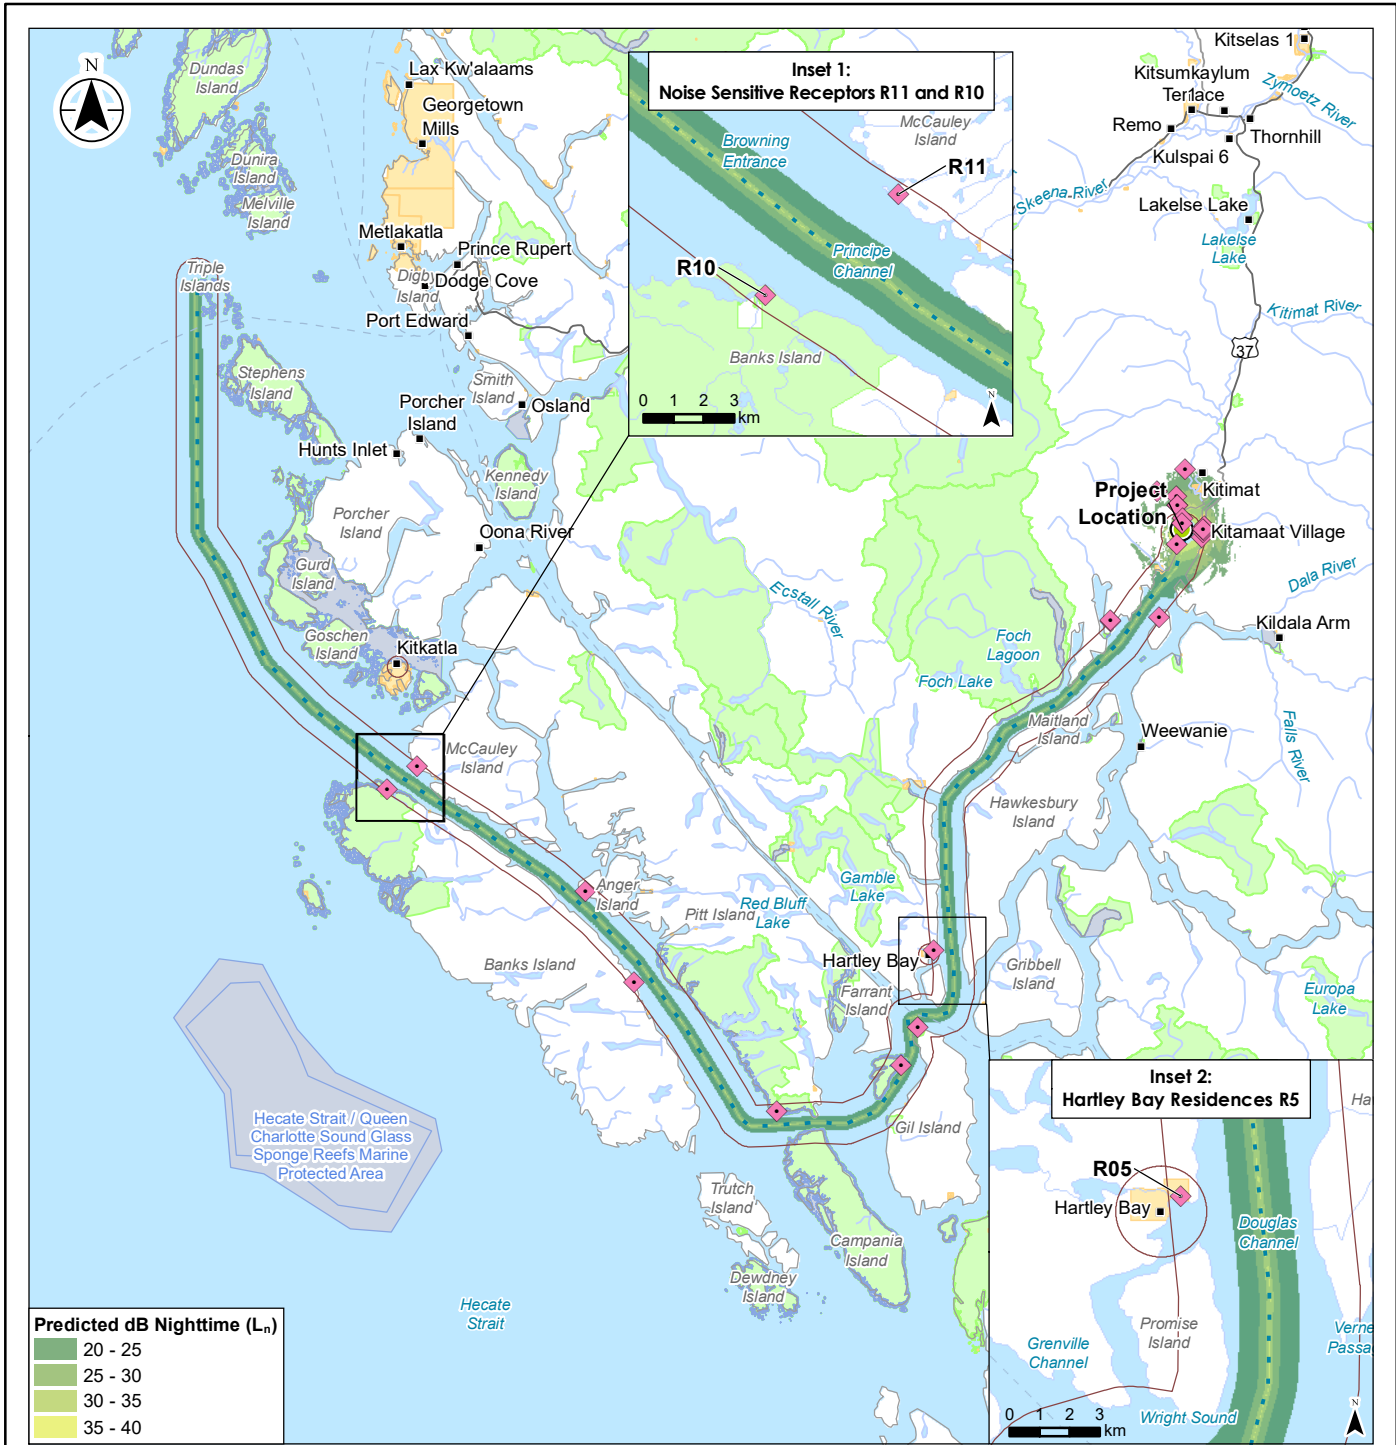 N
Dundas
Island
Lax Kw'alaams
Georgetown
Mills
Dunira
Island
Melville
Island
Metlakatla
Prince Rupert
Digby
Island
Dodge Cove
Port Edward
Triple
Islands
Stephens
Island
Smith
Island
Osland
Porcher
Island
Hunts Inlet
Kennedy
Island
Porcher
Island
Oona River
Gurd
Island
Goschen
Island
Kitkatla
McCauley
Island
Inset 1:
Noise Sensitive Receptors R11 and R10
Browning
Entrance
McCauley
Island
R11
Principe
Channel
R10
Banks Island
0 1 2 3
km
N
Kitselas 1
Kitsumkaylum
Terrace
Zymoetz River
Remo
Thornhill
Kulspai 6
Skeena River
Lakelse Lake
Lakelse
Lake
Kitimat River
37
Project
Location
Kitimat
Kitamaat Village
Dala River
Kildala Arm
Ecstall River
Foch
Lagoon
Foch Lake
Maitland
Island
Weewanie
Falls River
Hawkesbury
Island
Anger
Island
Pitt Island
Red Bluff
Lake
Gamble
Lake
Banks Island
Hartley Bay
Farrant
Island
Gribbell
Island
Europa
Lake
Hecate Strait / Queen
Charlotte Sound Glass
Sponge Reefs Marine
Protected Area
Gil Island
Trutch
Island
Campania
Island
Dewdney
Island
Hecate
Strait
Inset 2:
Hartley Bay Residences R5
Ha
R05
Hartley Bay
Douglas
Channel
Promise
Island
Grenville
Channel
Verne
Passa
Wright Sound
0 1 2 3
km
N
Predicted dB Nighttime (Lₙ)
20 - 25
25 - 30
30 - 35
35 - 40